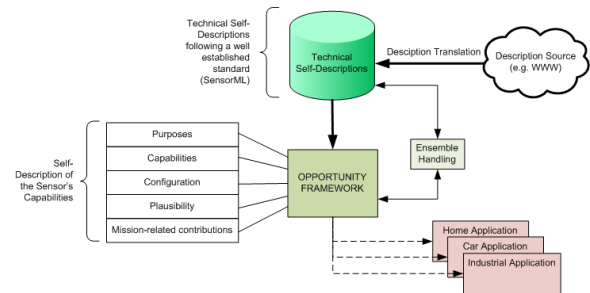 Technical Self-
Descriptions
following a well
established
standard
(SensorML)
Technical
Self-Descriptions
Desciption Translation
Description Source
(e.g. WWW)
Self-
Description of
the Sensor's
Capabilities
Purposes
Capabilities
Configuration
Plausibility
Mission-related contributions
OPPORTUNITY
FRAMEWORK
Ensemble
Handling
Home Application
Car Application
Industrial Application